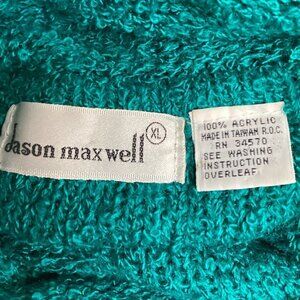 Jason maxwell
XL
100% ACRYLIC
MADE IN TAIWAN R.O.C.
RN 34570
SEE WASHING
INSTRUCTION
OVERLEAF